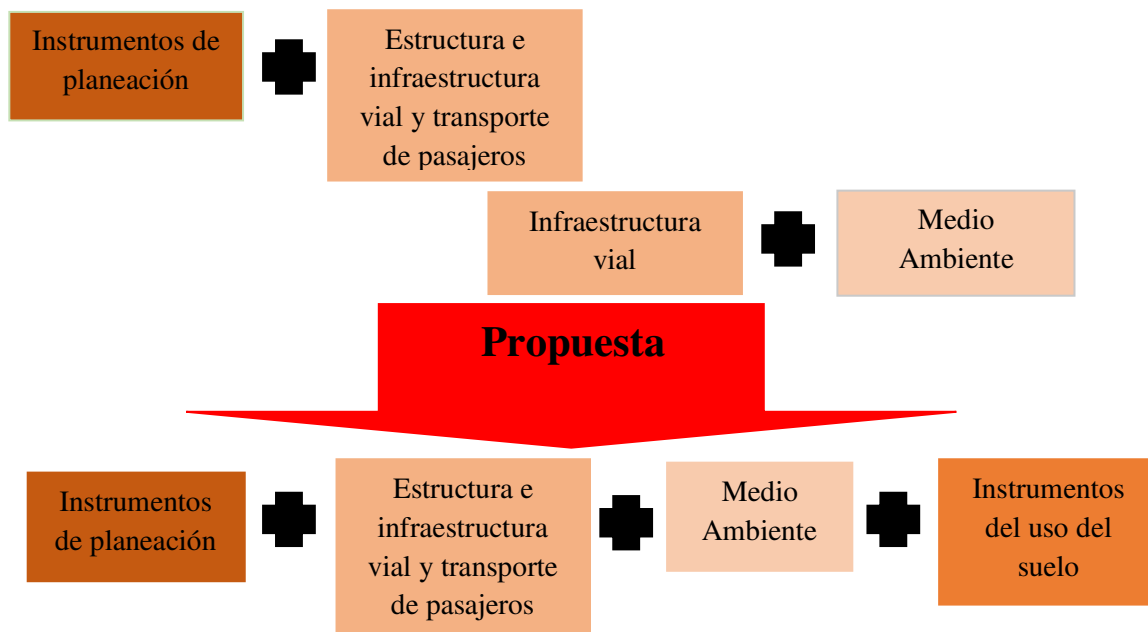 Instrumentos de
planeación
Estructura e
infraestructura
vial y transporte
de pasajeros
Infraestructura
vial
Medio
Ambiente
Propuesta
Instrumentos
de planeación
Estructura e
infraestructura
vial y transporte
de pasajeros
Medio
Ambiente
Instrumentos
del uso del
suelo